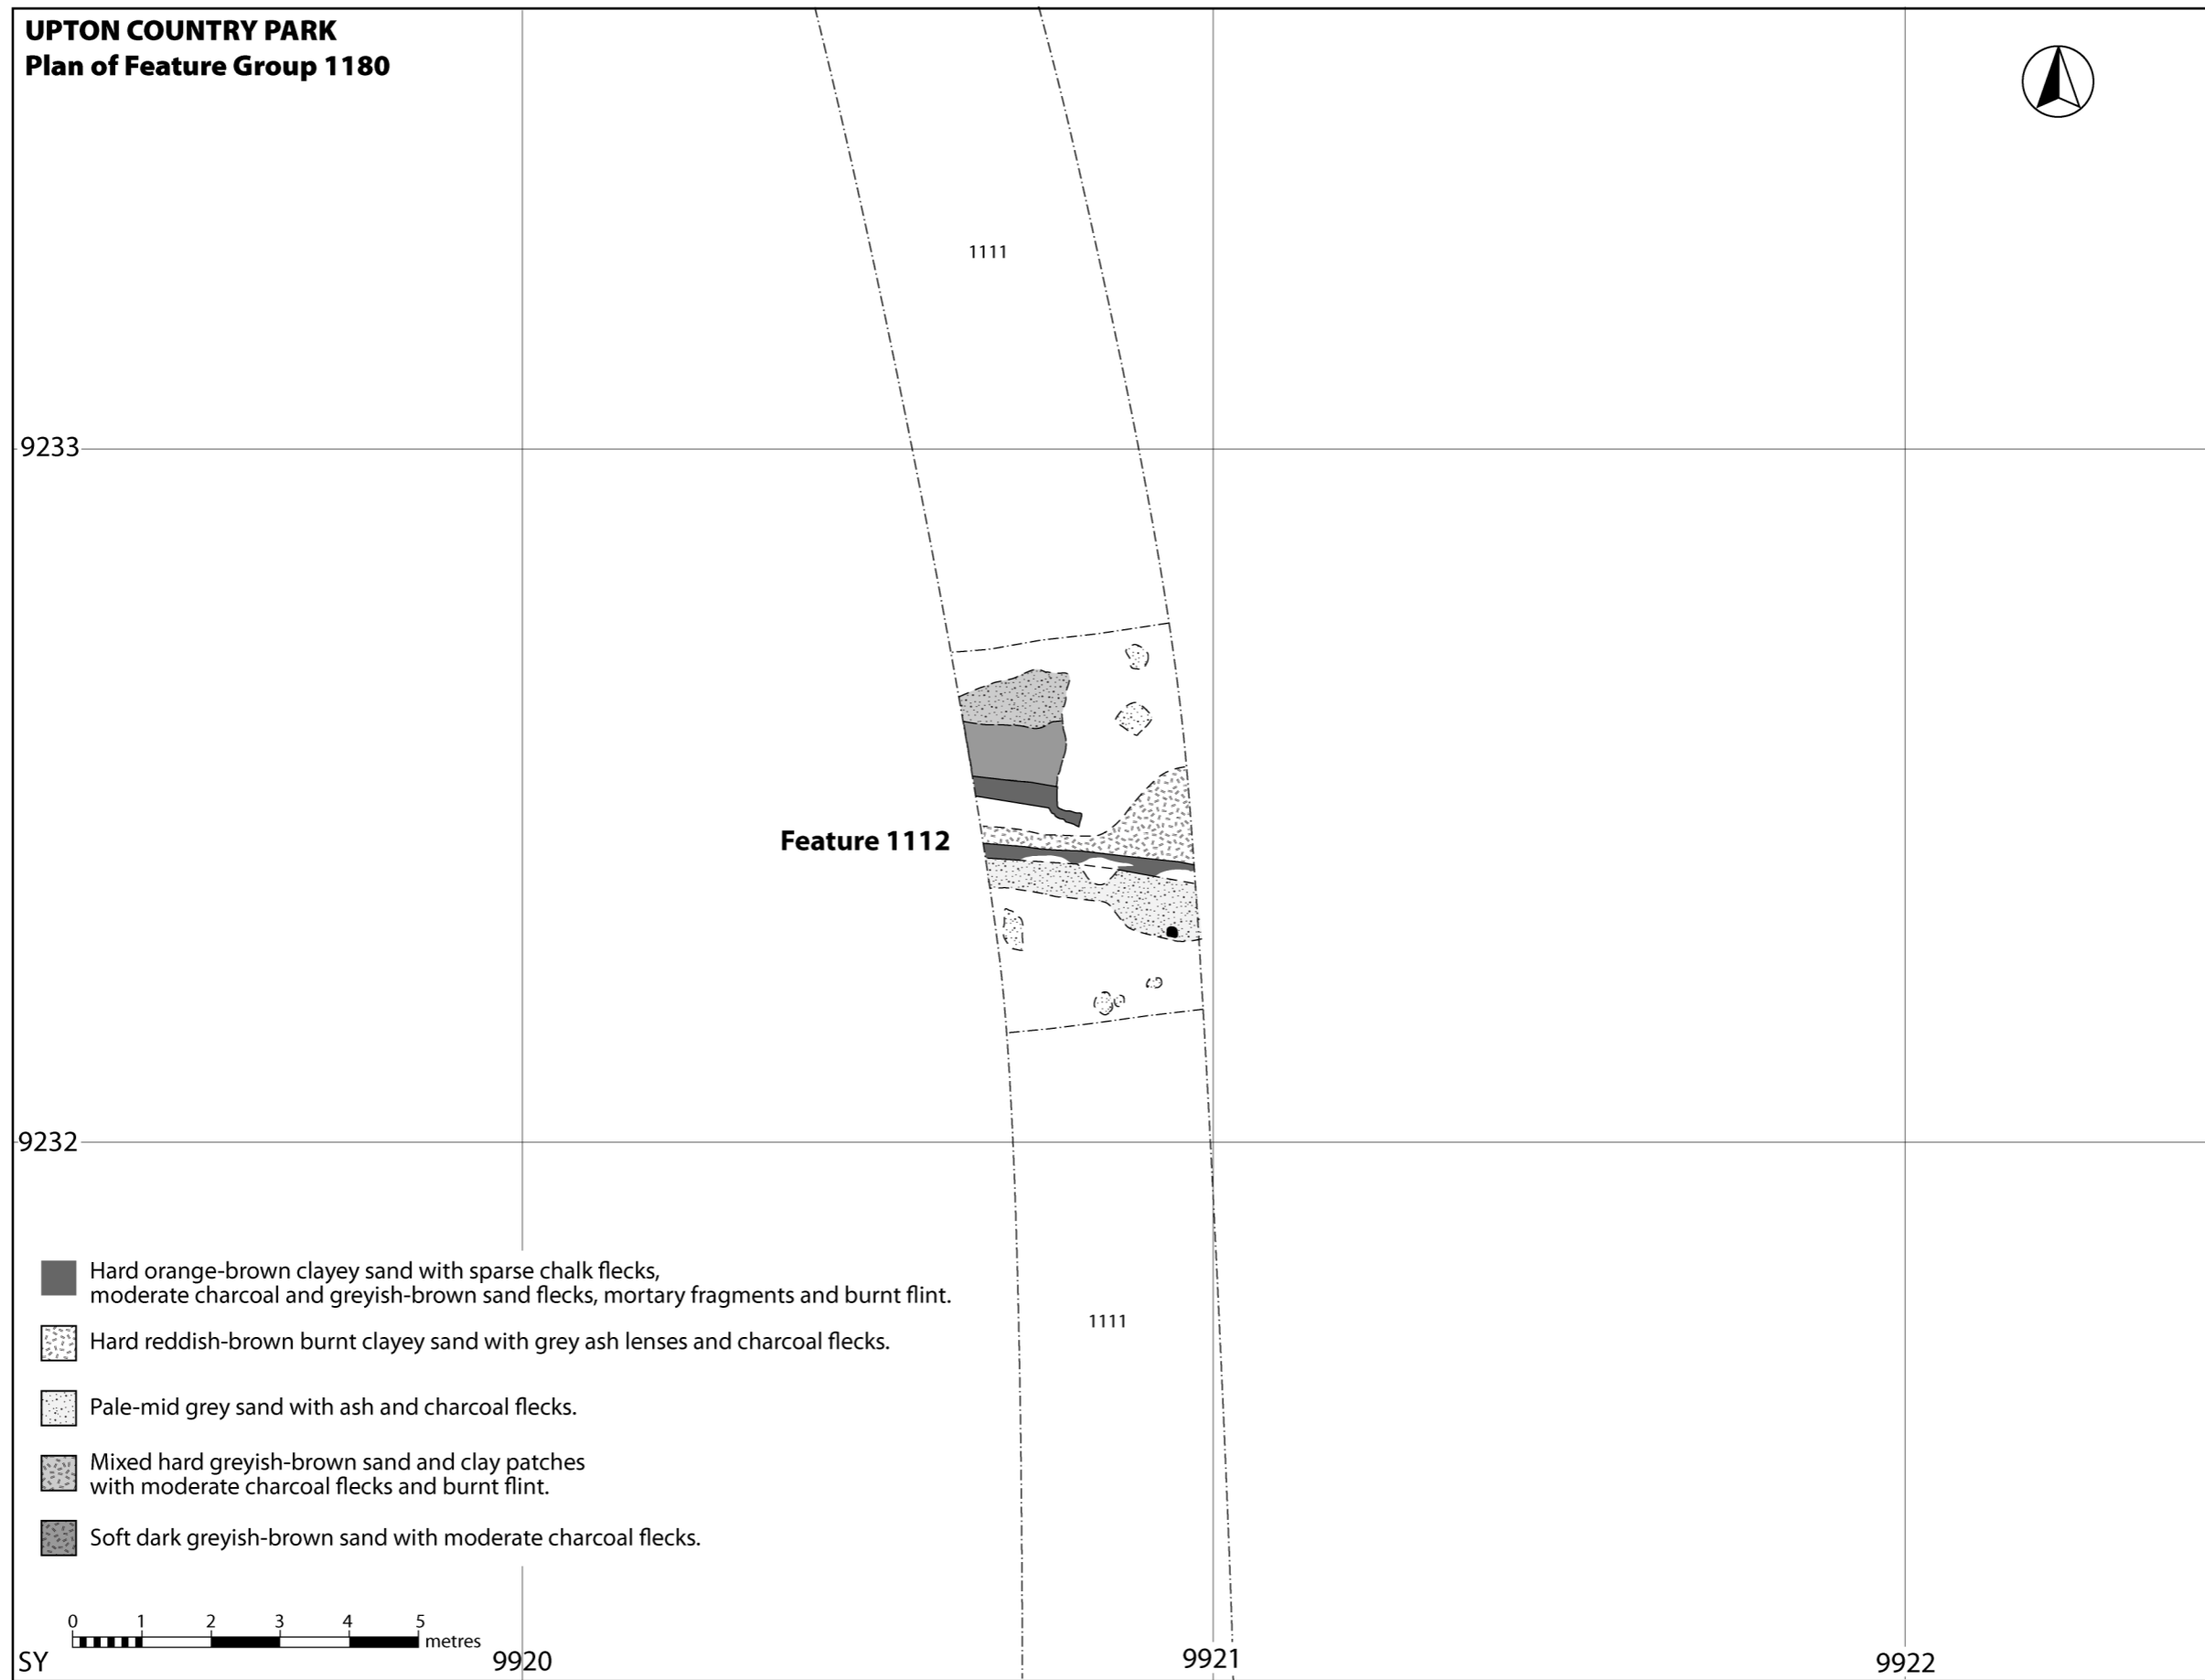 UPTON COUNTRY PARK
Plan of Feature Group 1180
1111
9233
Feature 1112
9232
Hard orange-brown clayey sand with sparse chalk flecks,
moderate charcoal and greyish-brown sand flecks, mortary fragments and burnt flint.
1111
Hard reddish-brown burnt clayey sand with grey ash lenses and charcoal flecks.
Pale-mid grey sand with ash and charcoal flecks.
Mixed hard greyish-brown sand and clay patches
with moderate charcoal flecks and burnt flint.
Soft dark greyish-brown sand with moderate charcoal flecks.
0 1 2 3 4 5
metres
SY 9920 9921 9922